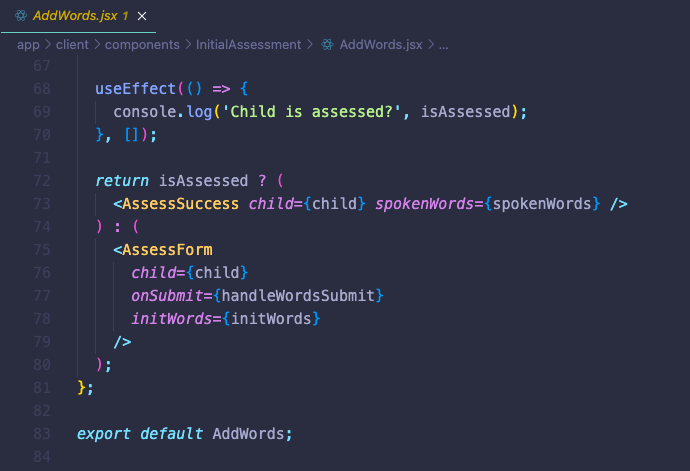 AddWords.jsx 1 ×
app > client > components > InitialAssessment > AddWords.jsx > ...
67
68 useEffect(() => {
69 console.log('Child is assessed?', isAssessed);
70 }, []);
71
72 return isAssessed ? (
73 <AssessSuccess child={child} spokenWords={spokenWords} />
74 ) : (
75 <AssessForm
76 child={child}
77 onSubmit={handleWordsSubmit}
78 initWords={initWords}
79 />
80 );
81 };
82
83 export default AddWords;
84